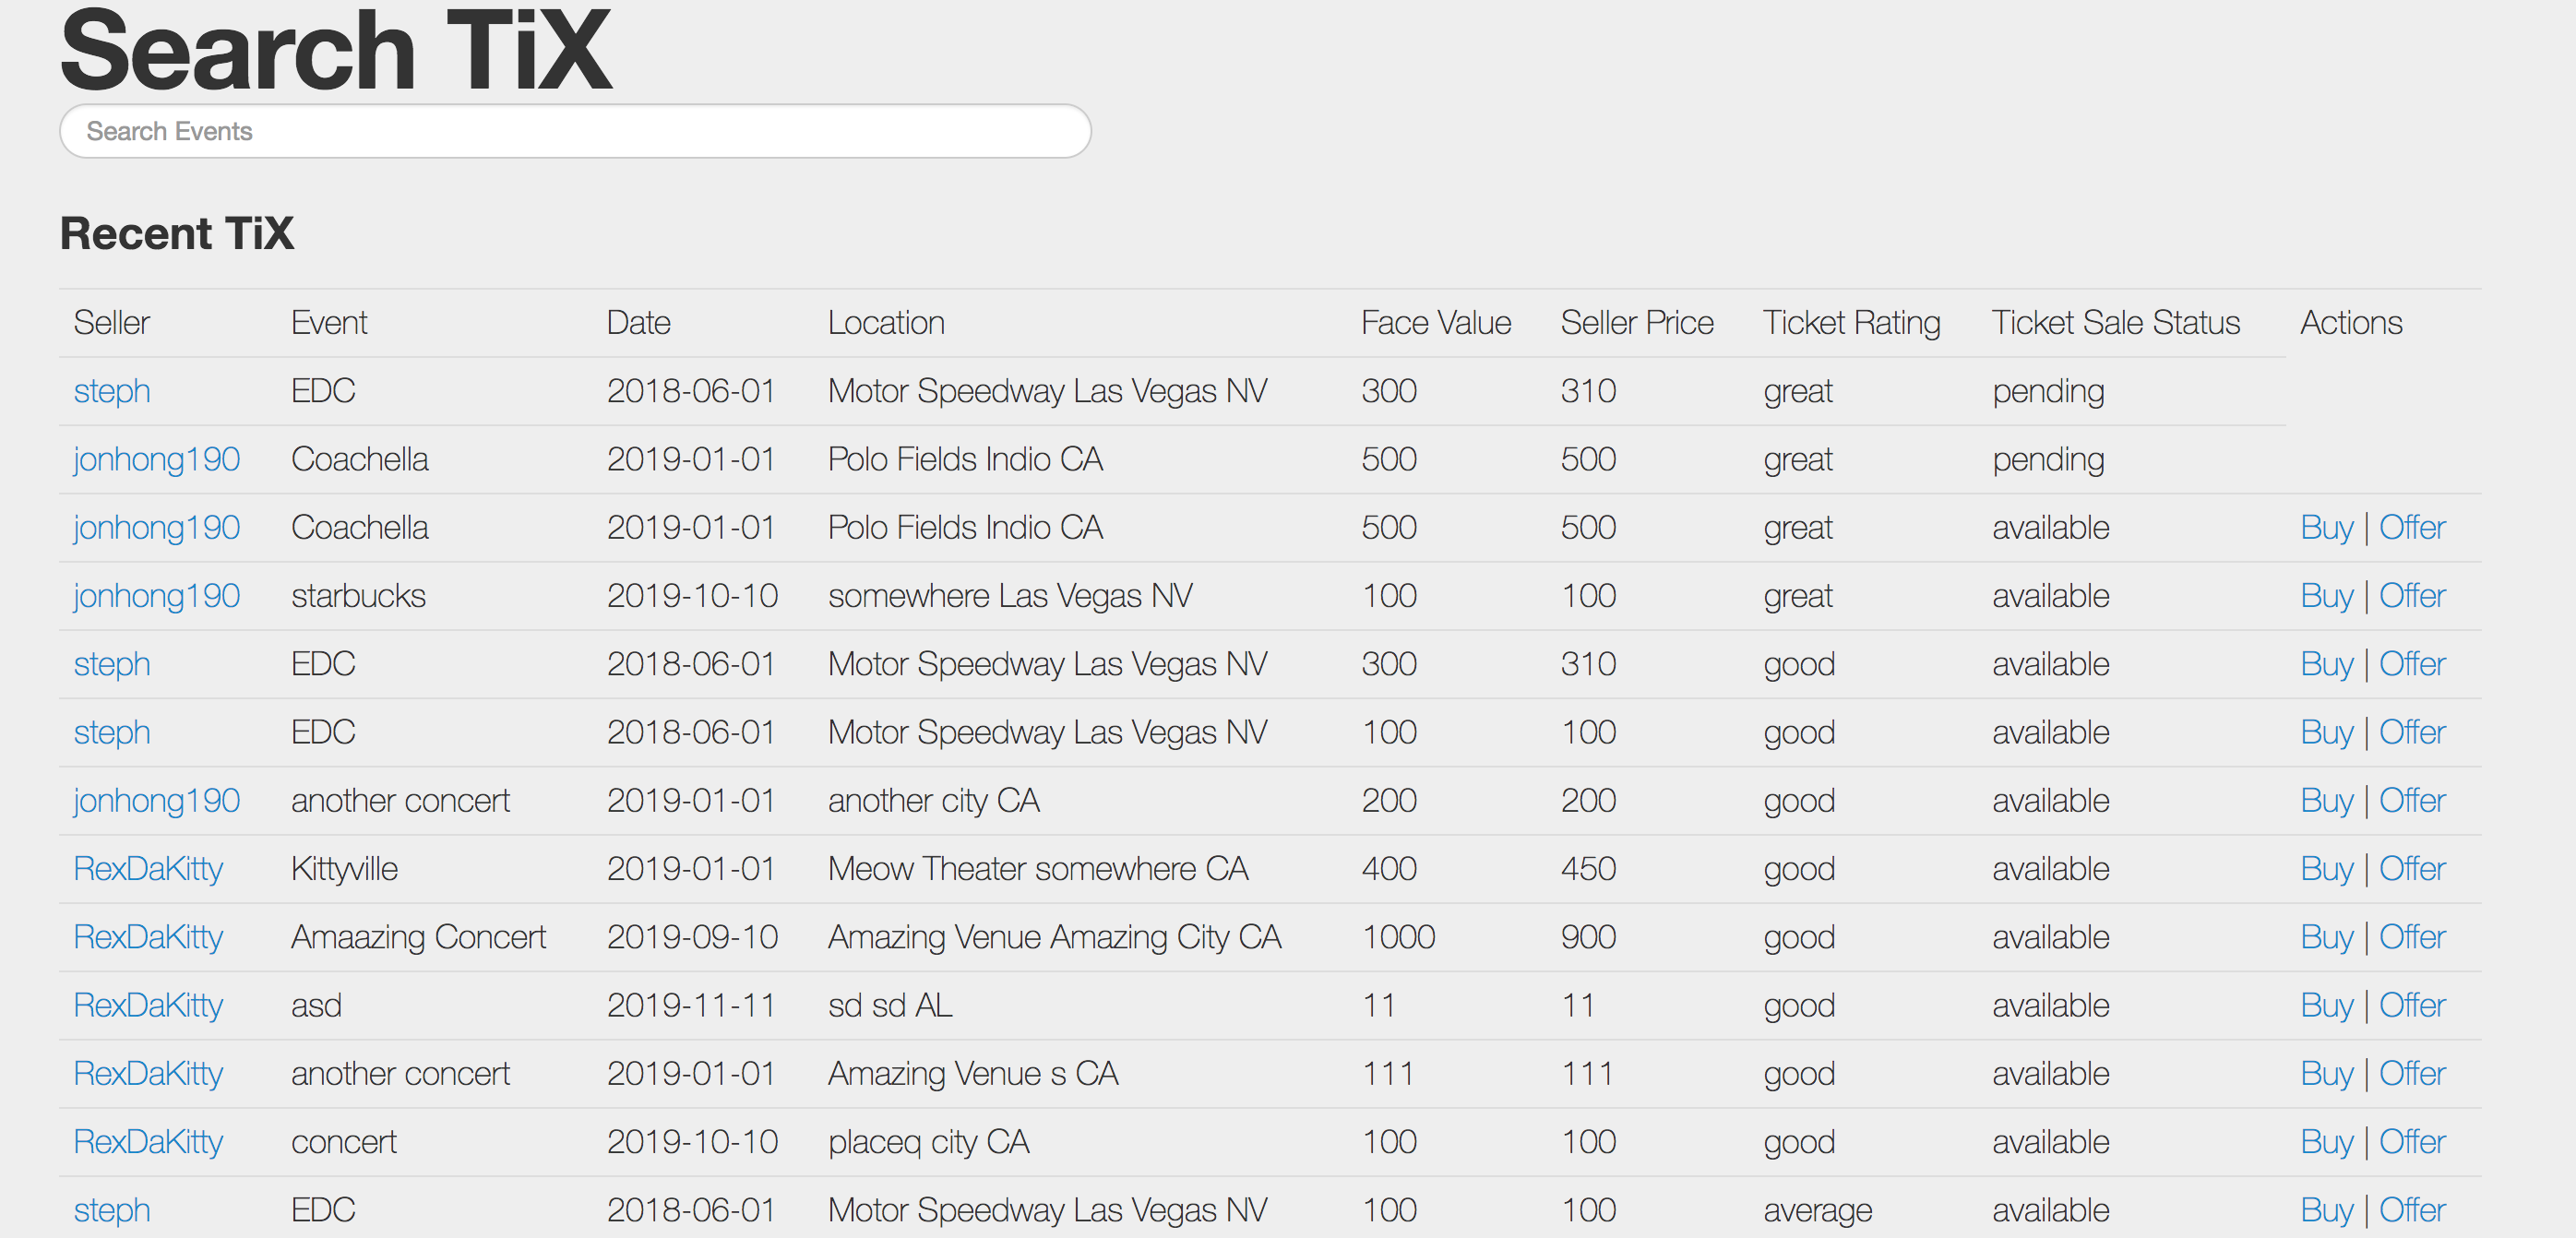 Search TiX
Search Events
Recent TiX
Seller Event Date Location Face Value Seller Price Ticket Rating Ticket Sale Status Actions
steph EDC 2018-06-01 Motor Speedway Las Vegas NV 300 310 great pending
jonhong190 Coachella 2019-01-01 Polo Fields Indio CA 500 500 great pending
jonhong190 Coachella 2019-01-01 Polo Fields Indio CA 500 500 great available Buy | Offer
jonhong190 starbucks 2019-10-10 somewhere Las Vegas NV 100 100 great available Buy | Offer
steph EDC 2018-06-01 Motor Speedway Las Vegas NV 300 310 good available Buy | Offer
steph EDC 2018-06-01 Motor Speedway Las Vegas NV 100 100 good available Buy | Offer
jonhong190 another concert 2019-01-01 another city CA 200 200 good available Buy | Offer
RexDaKitty Kittyville 2019-01-01 Meow Theater somewhere CA 400 450 good available Buy | Offer
RexDaKitty Amaazing Concert 2019-09-10 Amazing Venue Amazing City CA 1000 900 good available Buy | Offer
RexDaKitty asd 2019-11-11 sd sd AL 11 11 good available Buy | Offer
RexDaKitty another concert 2019-01-01 Amazing Venue s CA 111 111 good available Buy | Offer
RexDaKitty concert 2019-10-10 placeq city CA 100 100 good available Buy | Offer
steph EDC 2018-06-01 Motor Speedway Las Vegas NV 100 100 average available Buy | Offer